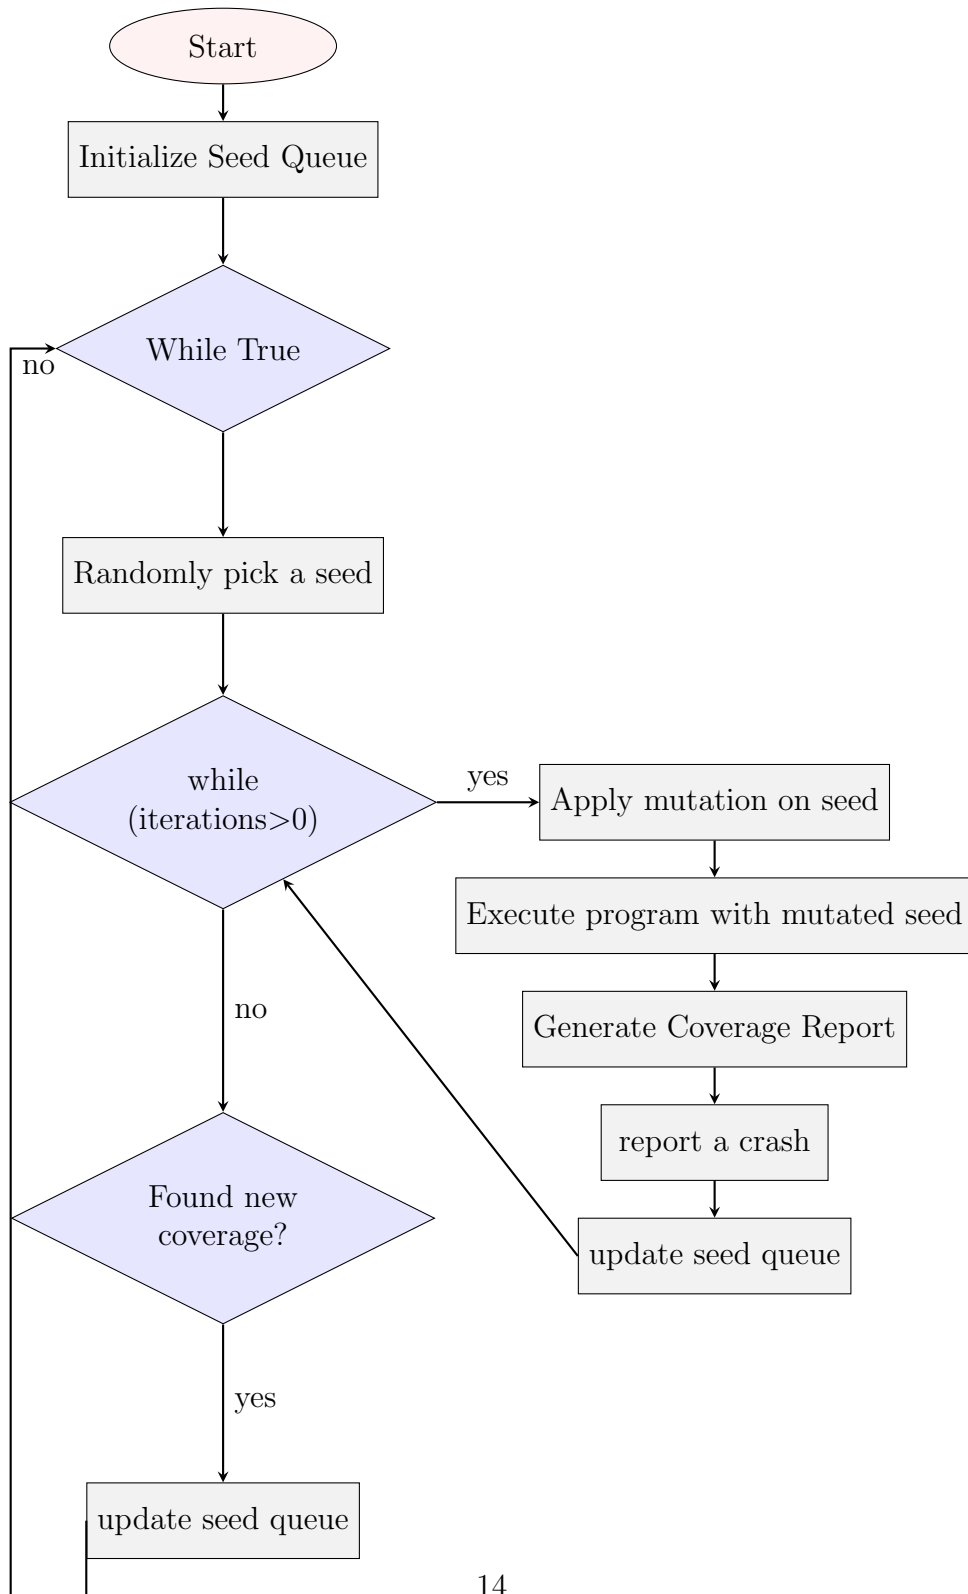 Start
Initialize Seed Queue
While True
no
Randomly pick a seed
while
(iterations>0)
yes
Apply mutation on seed
Execute program with mutated seed
Generate Coverage Report
report a crash
update seed queue
no
Found new
coverage?
yes
update seed queue
14